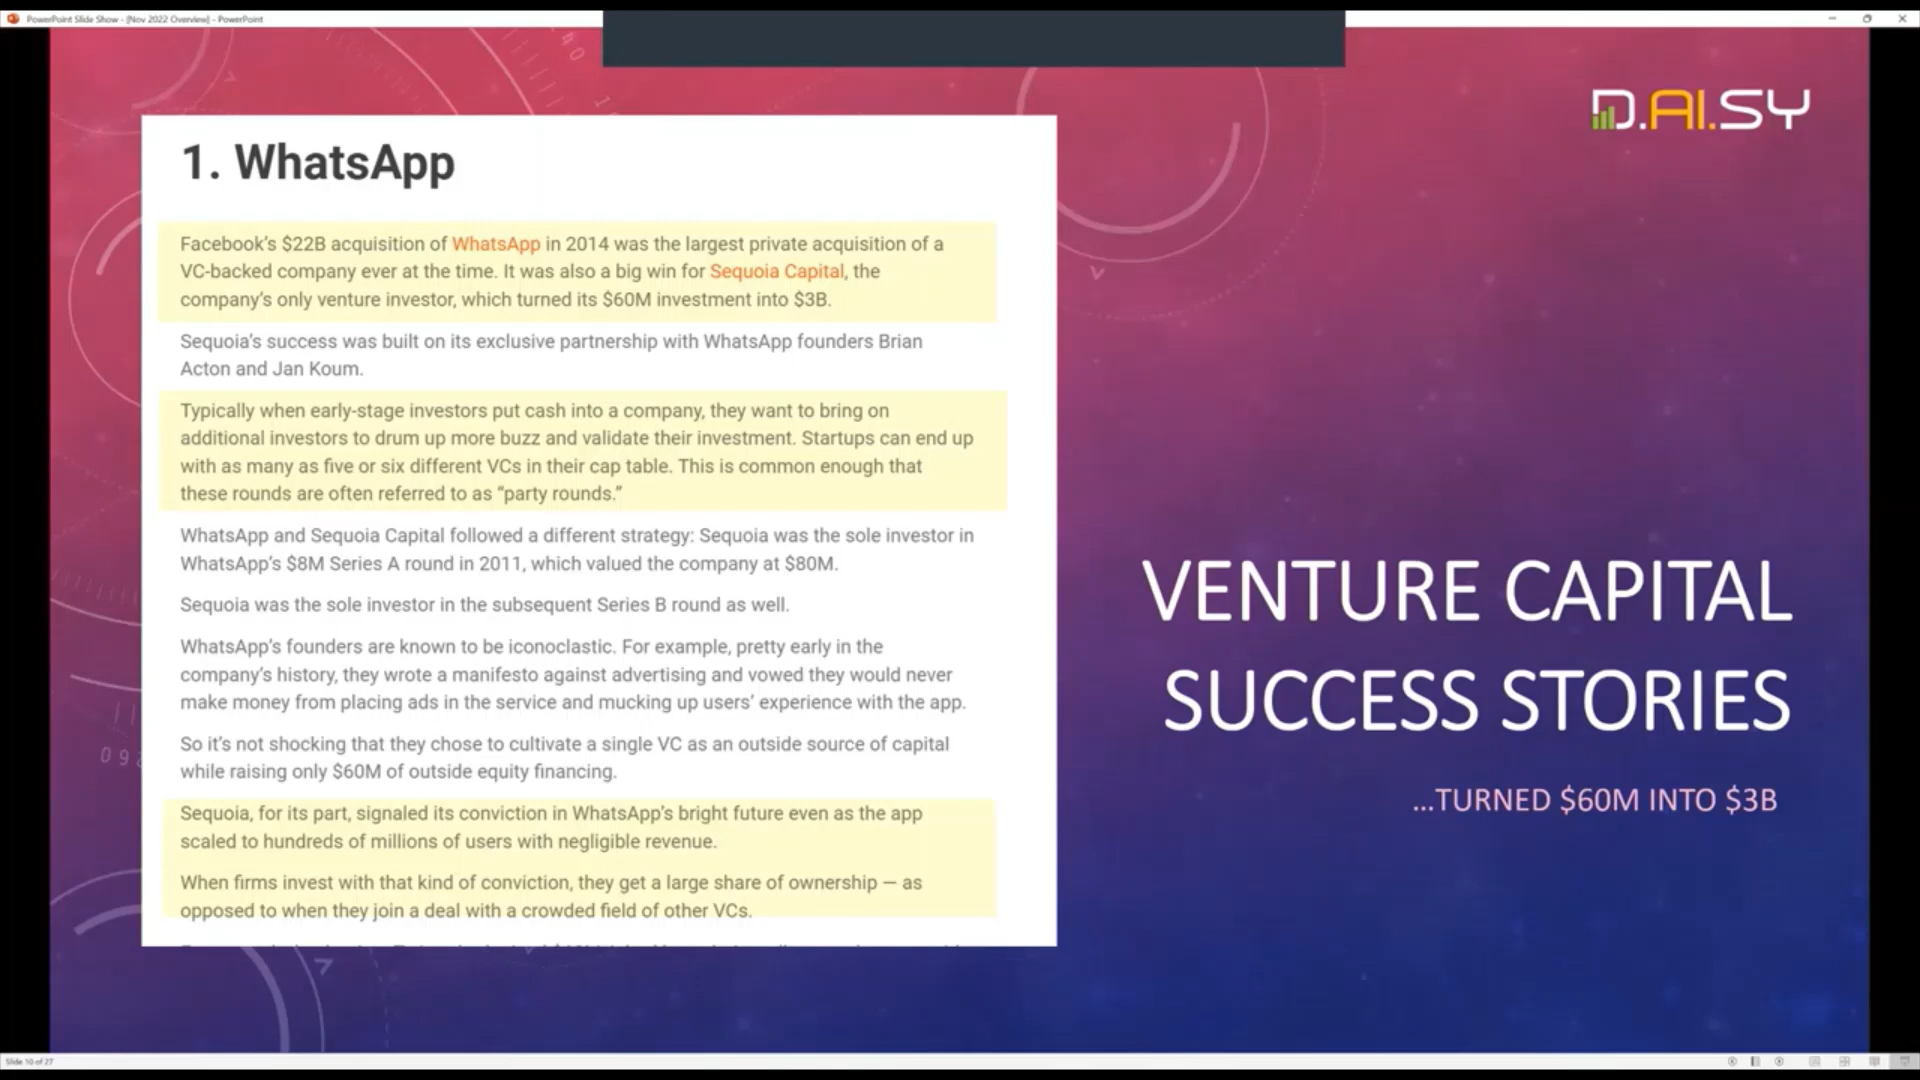 PowerPoint Slide Show - [Nov 2022 Overview] - PowerPoint
D.AI.SY
1. WhatsApp
Facebook's $22B acquisition of WhatsApp in 2014 was the largest private acquisition of a
VC-backed company ever at the time. It was also a big win for Sequoia Capital, the
company's only venture investor, which turned its $60M investment into $3B.
Sequoia's success was built on its exclusive partnership with WhatsApp founders Brian
Acton and Jan Koum.
Typically when early-stage investors put cash into a company, they want to bring on
additional investors to drum up more buzz and validate their investment. Startups can end up
with as many as five or six different VCs in their cap table. This is common enough that
these rounds are often referred to as “party rounds.”
WhatsApp and Sequoia Capital followed a different strategy: Sequoia was the sole investor in
WhatsApp's $8M Series A round in 2011, which valued the company at $80M.
Sequoia was the sole investor in the subsequent Series B round as well.
WhatsApp's founders are known to be iconoclastic. For example, pretty early in the
company's history, they wrote a manifesto against advertising and vowed they would never
make money from placing ads in the service and mucking up users' experience with the app.
So it's not shocking that they chose to cultivate a single VC as an outside source of capital
while raising only $60M of outside equity financing.
Sequoia, for its part, signaled its conviction in WhatsApp's bright future even as the app
scaled to hundreds of millions of users with negligible revenue.
When firms invest with that kind of conviction, they get a large share of ownership — as
opposed to when they join a deal with a crowded field of other VCs.
VENTURE CAPITAL
SUCCESS STORIES
...TURNED $60M INTO $3B
Slide 10 of 27